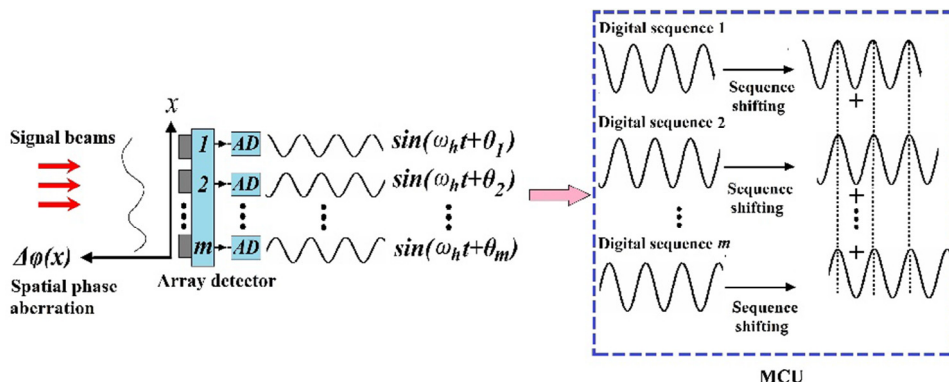 Signal beams
x
Δφ(x)
Spatial phase
aberration
1
AD
sin(ω_h t+θ_1)
2
AD
sin(ω_h t+θ_2)
m
AD
sin(ω_h t+θ_m)
Array detector
Digital sequence 1
Sequence
shifting
+
Digital sequence 2
Sequence
shifting
+
+
Digital sequence m
Sequence
shifting
MCU